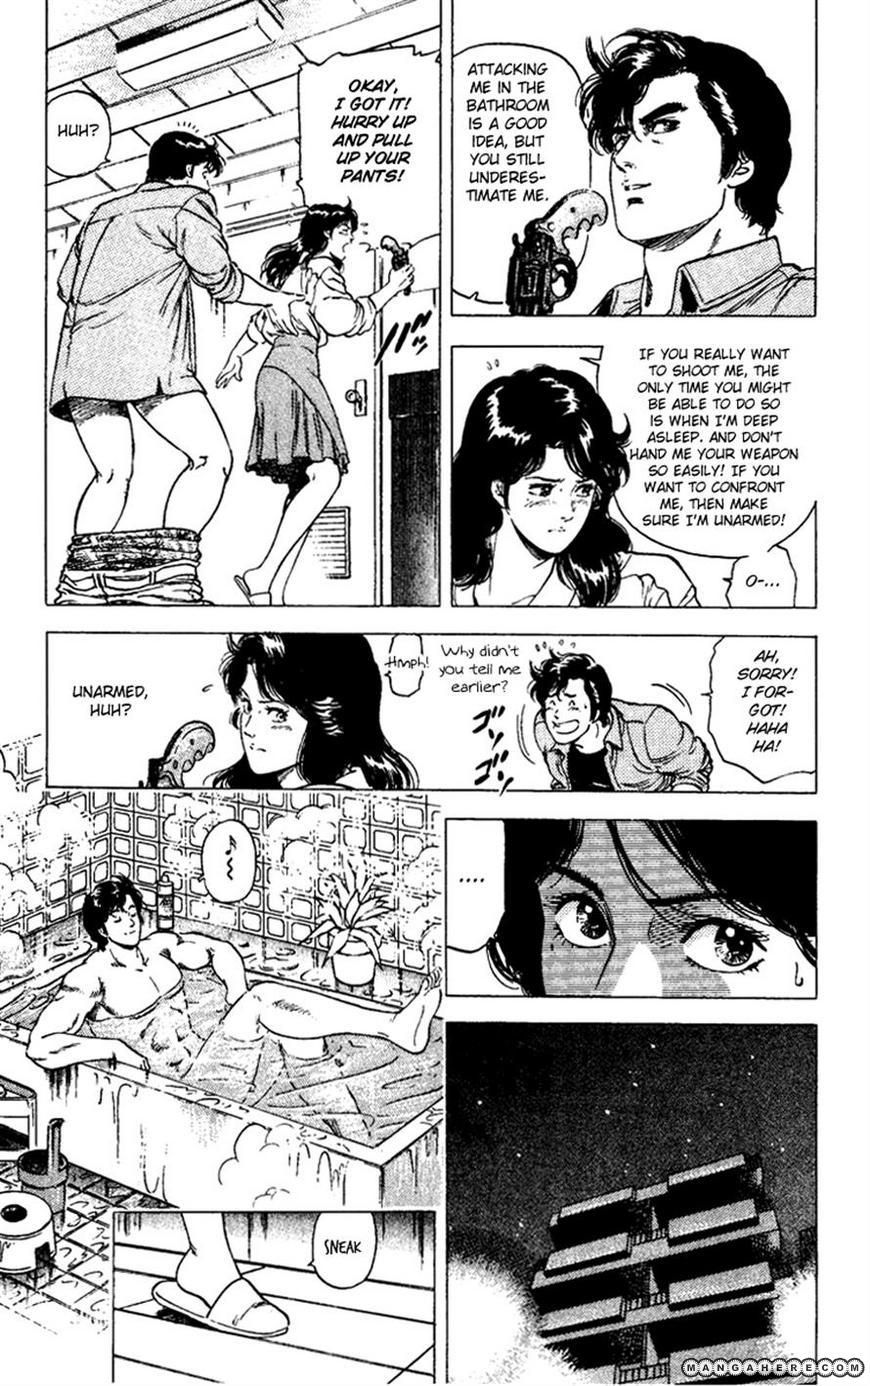 ATTACKING
ME IN THE
BATHROOM
IS A GOOD
IDEA, BUT
YOU STILL
UNDERES-
TIMATE ME.
OKAY,
I GOT IT!
HURRY UP
AND PULL
UP YOUR
PANTS!
HUH?
IF YOU REALLY WANT
TO SHOOT ME, THE
ONLY TIME YOU MIGHT
BE ABLE TO DO SO
IS WHEN I'M DEEP
ASLEEP. AND DON'T
HAND ME YOUR WEAPON
SO EASILY! IF YOU
WANT TO CONFRONT
ME, THEN MAKE
SURE I'M UNARMED!
O-...
AH,
SORRY!
I FOR-
GOT!
HAHA
HA!
Why didn't
you tell me
earlier?
Hmph!
ゴシ
ゴシ
UNARMED,
HUH?
....
SNEAK
MANGAHERE.COM